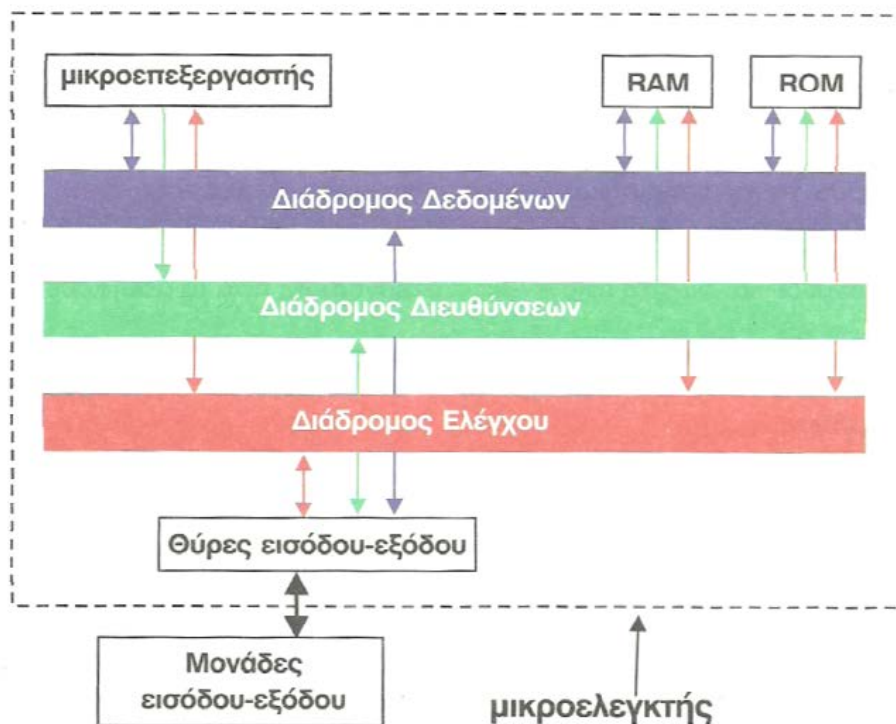 μικροεπεξεργαστής
RAM
ROM
Διάδρομος Δεδομένων
Διάδρομος Διευθύνσεων
Διάδρομος Ελέγχου
Θύρες εισόδου-εξόδου
Μονάδες
εισόδου-εξόδου
μικροελεγκτής